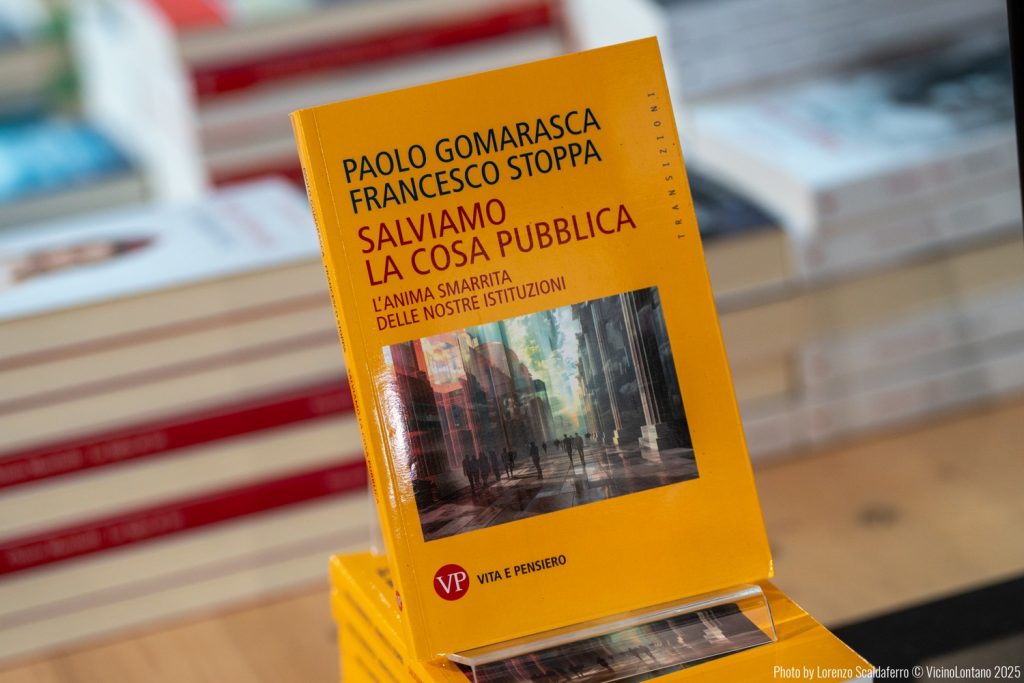 PAOLO GOMARASCA
FRANCESCO STOPPA
SALVIAMO
LA COSA PUBBLICA
L'ANIMA SMARRITA
DELLE NOSTRE ISTITUZIONI
TRANSIZIONI
VP VITA E PENSIERO
Photo by Lorenzo Scaldaferro © VicinoLontano 2025